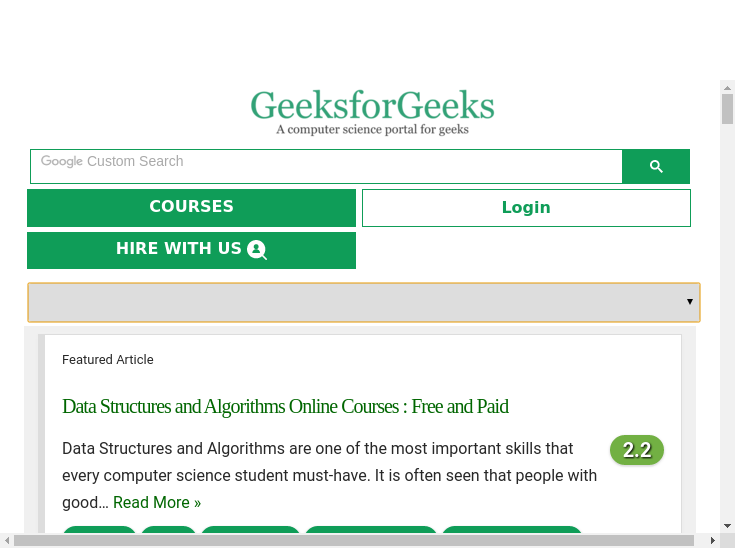 GeeksforGeeks
A computer science portal for geeks
Google Custom Search
COURSES
Login
HIRE WITH US
Featured Article
Data Structures and Algorithms Online Courses : Free and Paid
Data Structures and Algorithms are one of the most important skills that
every computer science student must-have. It is often seen that people with
good… Read More »
2.2